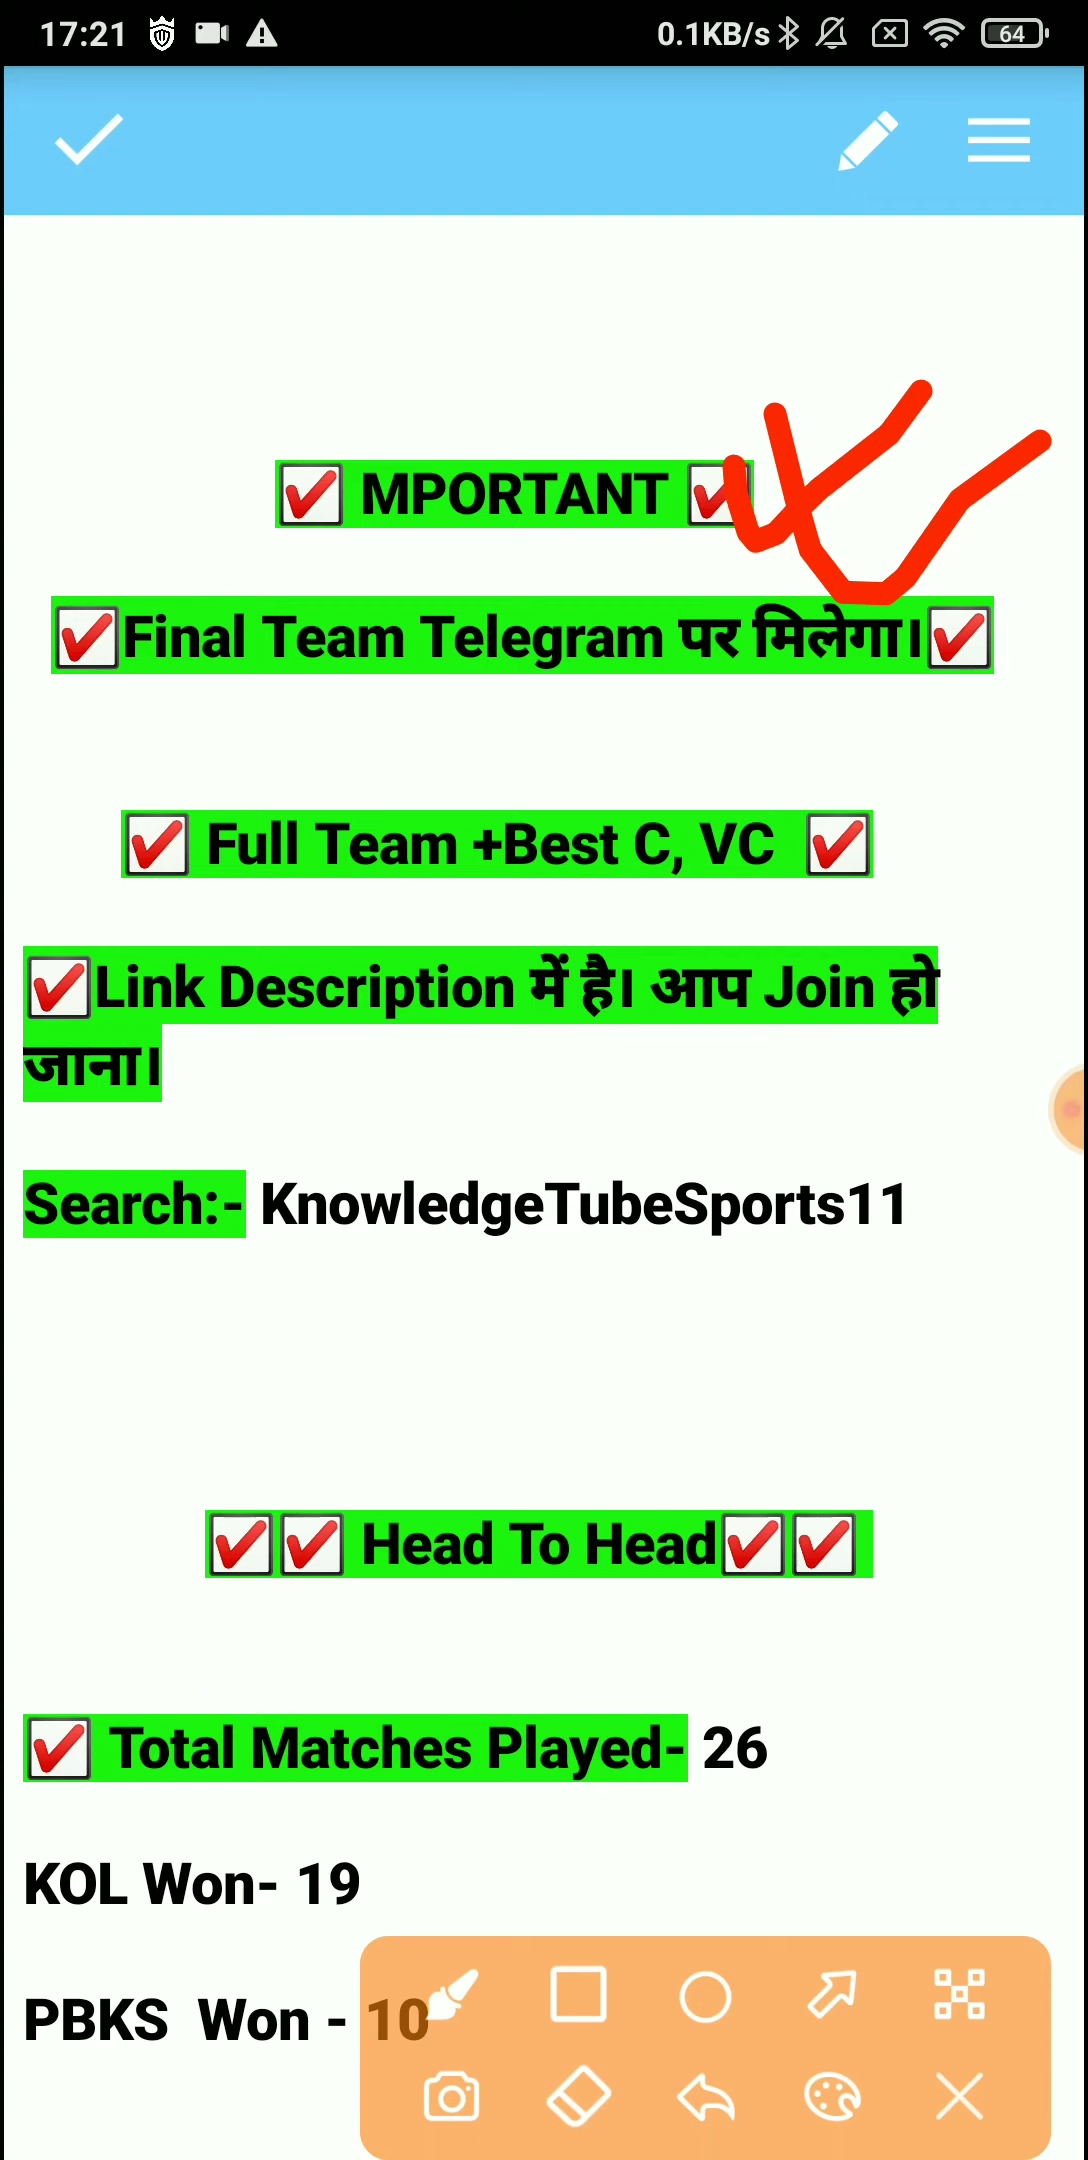 17:21 0.1KB/s 64
MPORTANT
Final Team Telegram पर मिलेगा।
Full Team +Best C, VC
Link Description में है। आप Join हो
जाना।
Search:- KnowledgeTubeSports11
Head To Head
Total Matches Played- 26
KOL Won- 19
PBKS Won - 10